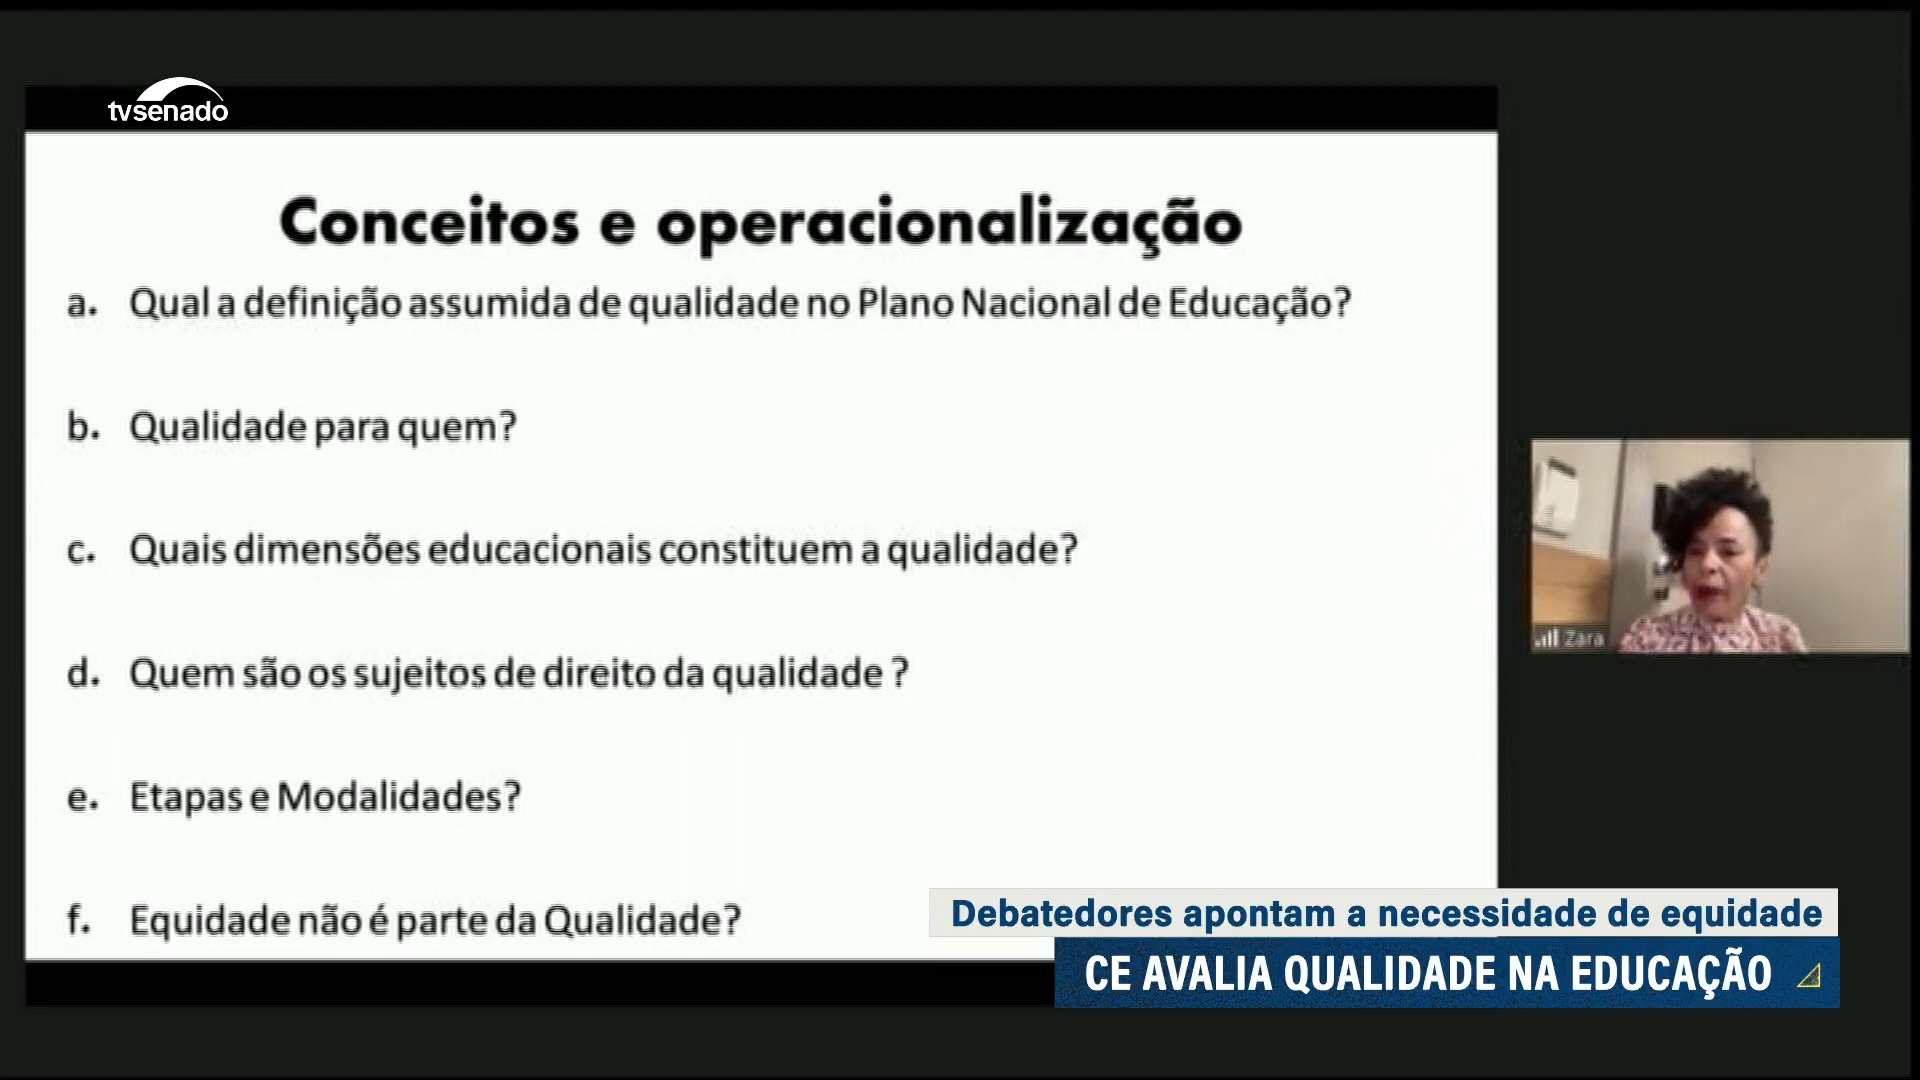 tvsenado
Conceitos e operacionalização
a. Qual a definição assumida de qualidade no Plano Nacional de Educação?
b. Qualidade para quem?
c. Quais dimensões educacionais constituem a qualidade?
d. Quem são os sujeitos de direito da qualidade ?
e. Etapas e Modalidades?
f. Equidade não é parte da Qualidade?
Zara
Debatedores apontam a necessidade de equidade
CE AVALIA QUALIDADE NA EDUCAÇÃO